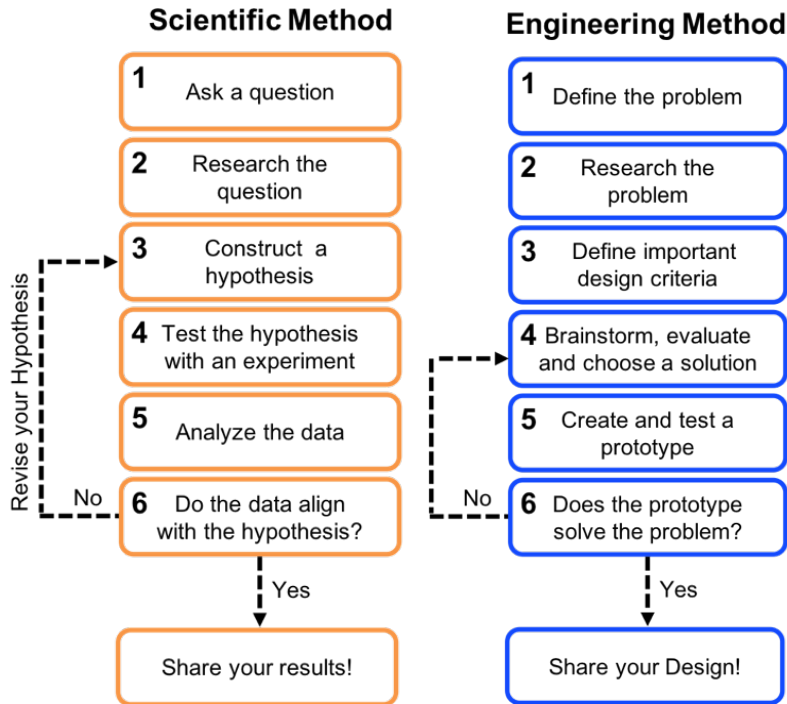 Scientific Method
1
Ask a question
2
Research the
question
3
Construct a
hypothesis
4
Test the hypothesis
with an experiment
5
Analyze the data
6
Do the data align
with the hypothesis?
No
Revise your Hypothesis
Yes
Share your results!
Engineering Method
1
Define the problem
2
Research the
problem
3
Define important
design criteria
4
Brainstorm, evaluate
and choose a solution
5
Create and test a
prototype
6
Does the prototype
solve the problem?
No
Yes
Share your Design!